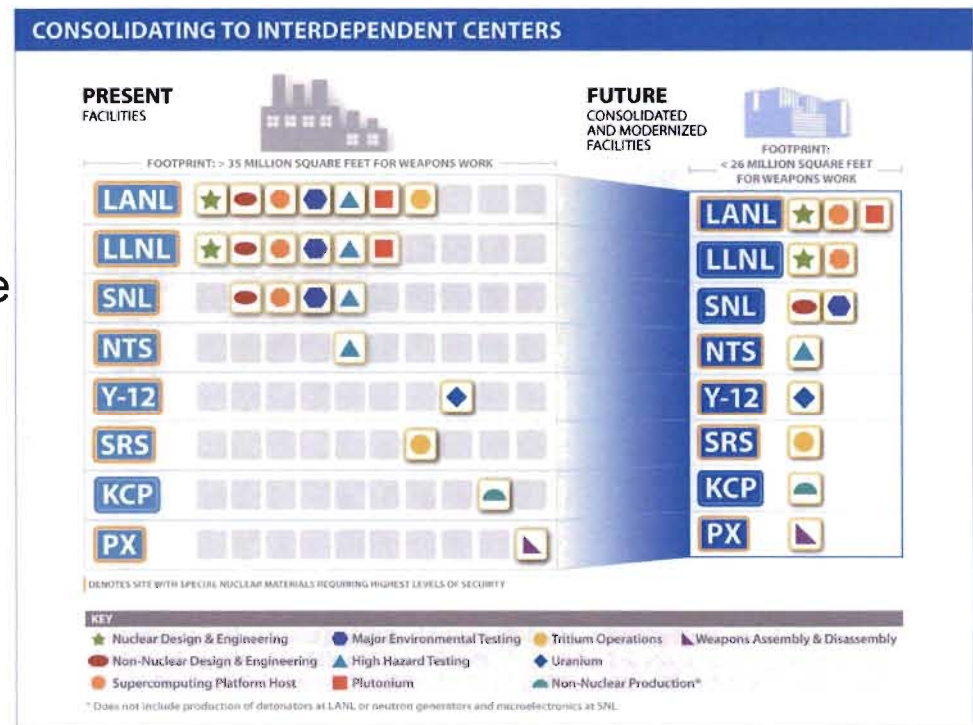 CONSOLIDATING TO INTERDEPENDENT CENTERS
PRESENT
FACILITIES
FOOTPRINT: > 35 MILLION SQUARE FEET FOR WEAPONS WORK
FUTURE
CONSOLIDATED
AND MODERNIZED
FACILITIES
FOOTPRINT:
< 26 MILLION SQUARE FEET
FOR WEAPONS WORK
LANL
LLNL
SNL
NTS
Y-12
SRS
KCP
PX
LANL
LLNL
SNL
NTS
Y-12
SRS
KCP
PX
e
DENOTES SITE WITH SPECIAL NUCLEAR MATERIALS REQUIRING HIGHEST LEVELS OF SECURITY
KEY
Nuclear Design & Engineering
Major Environmental Testing
Tritium Operations
Weapons Assembly & Disassembly
Non-Nuclear Design & Engineering
High Hazard Testing
Uranium
Supercomputing Platform Host
Plutonium
Non-Nuclear Production*
* Does not include production of detonators at LANL or neutron generators and microelectronics at SNL.